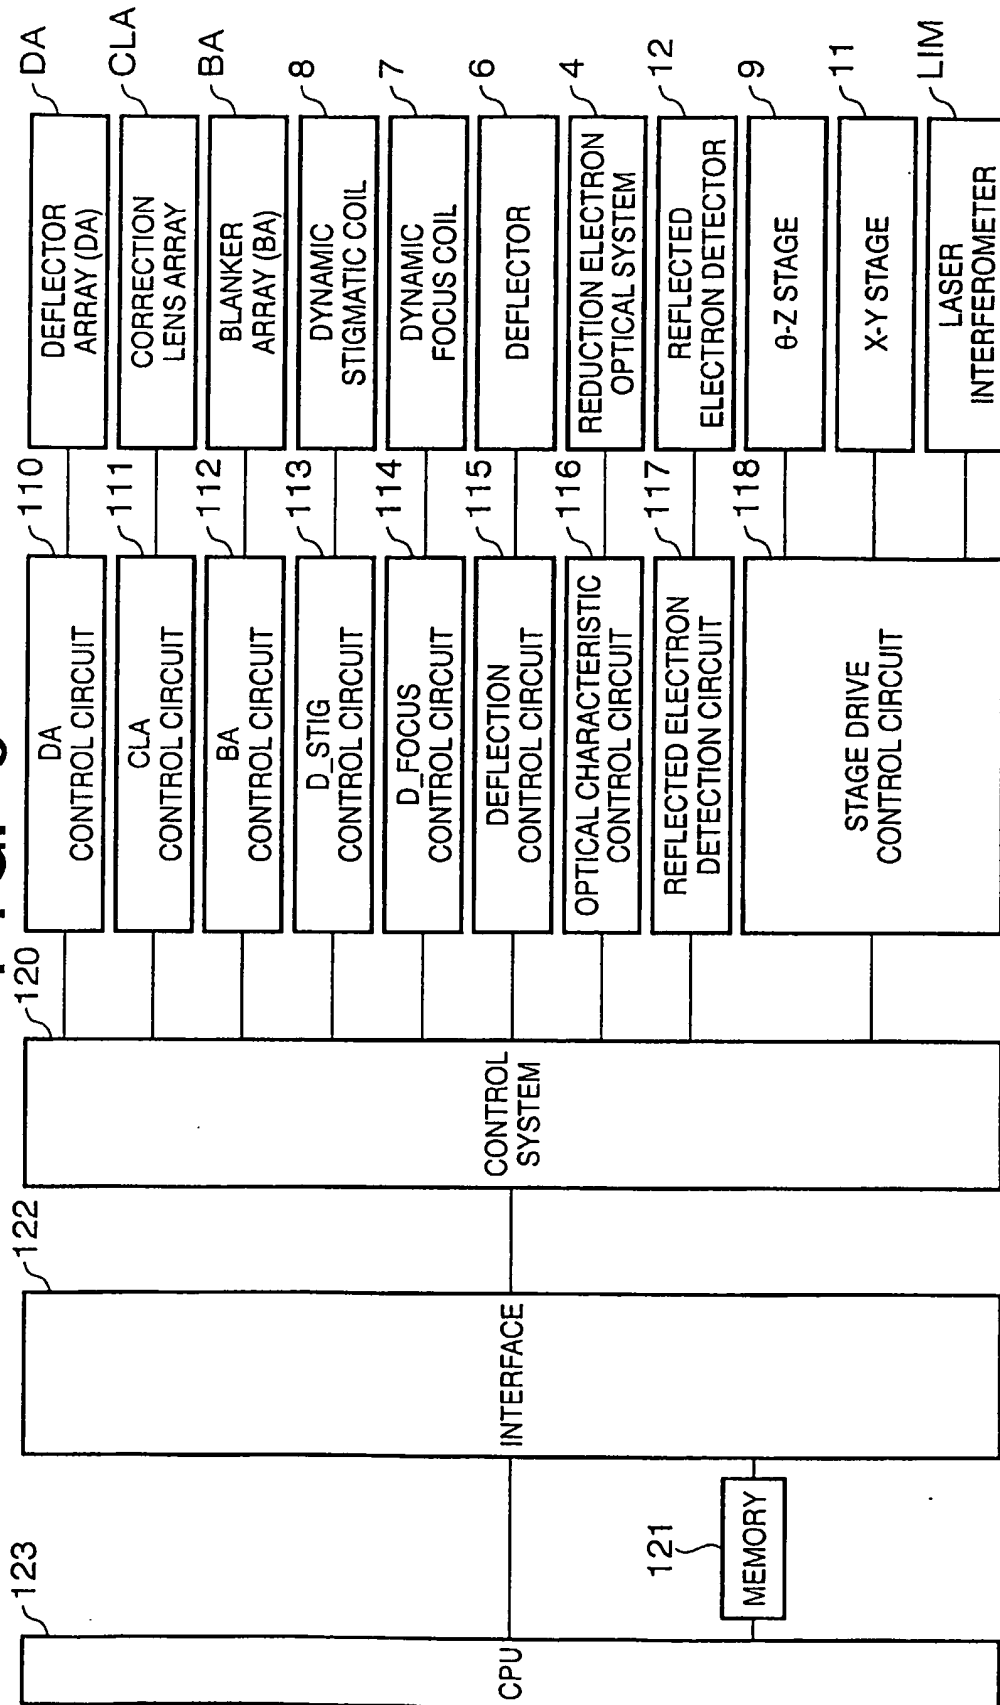 123
CPU
121
MEMORY
122
INTERFACE
120
CONTROL
SYSTEM
110
DA
CONTROL CIRCUIT
DA
DEFLECTOR
ARRAY (DA)
111
CLA
CONTROL CIRCUIT
CLA
CORRECTION
LENS ARRAY
112
BA
CONTROL CIRCUIT
BA
BLANKER
ARRAY (BA)
113
D_STIG
CONTROL CIRCUIT
8
DYNAMIC
STIGMATIC COIL
114
D_FOCUS
CONTROL CIRCUIT
7
DYNAMIC
FOCUS COIL
115
DEFLECTION
CONTROL CIRCUIT
6
DEFLECTOR
116
OPTICAL CHARACTERISTIC
CONTROL CIRCUIT
4
REDUCTION ELECTRON
OPTICAL SYSTEM
117
REFLECTED ELECTRON
DETECTION CIRCUIT
12
REFLECTED
ELECTRON DETECTOR
118
STAGE DRIVE
CONTROL CIRCUIT
9
θ-Z STAGE
11
X-Y STAGE
LIM
LASER
INTERFEROMETER